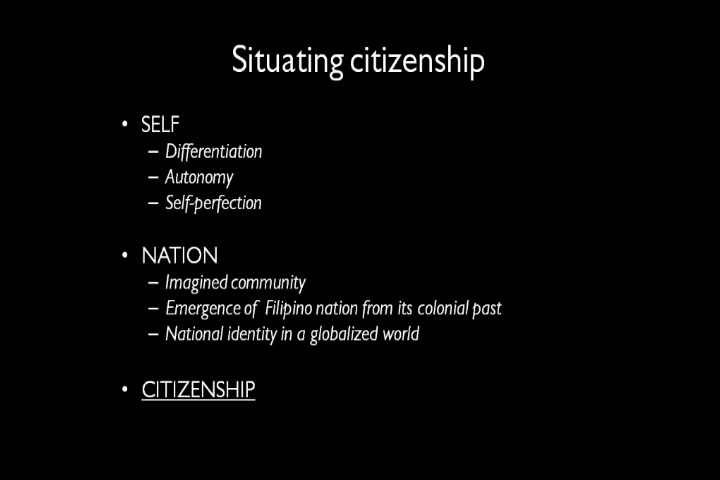 Situating citizenship
• SELF
– Differentiation
– Autonomy
– Self-perfection
• NATION
– Imagined community
– Emergence of Filipino nation from its colonial past
– National identity in a globalized world
• CITIZENSHIP